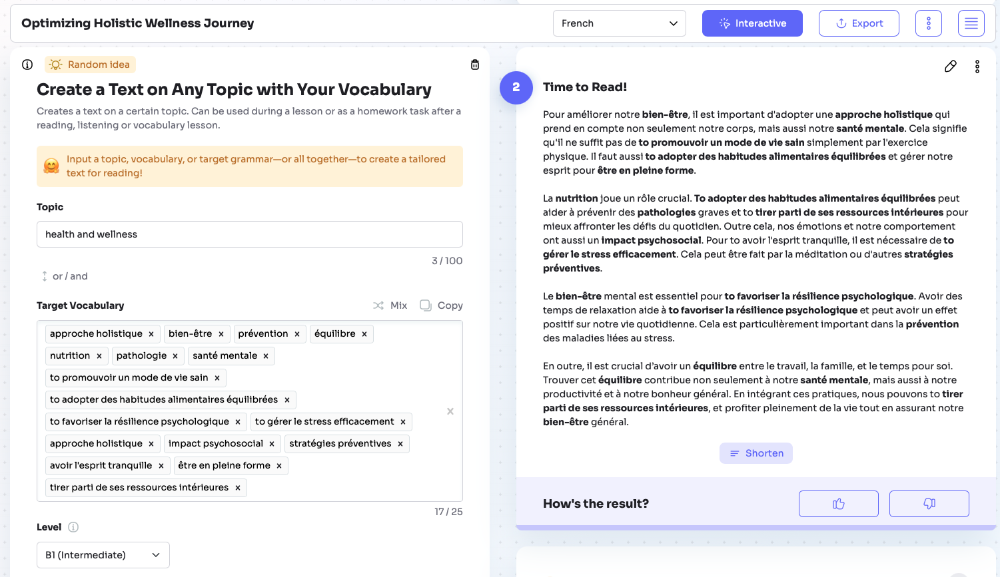 Optimizing Holistic Wellness Journey
French
Interactive
Export
Random idea
Create a Text on Any Topic with Your Vocabulary
Creates a text on a certain topic. Can be used during a lesson or as a homework task after a
reading, listening or vocabulary lesson.
Input a topic, vocabulary, or target grammar—or all together—to create a tailored
text for reading!
Topic
health and wellness
3 / 100
or / and
Target Vocabulary
Mix
Copy
approche holistique × bien-être × prévention × équilibre ×
nutrition × pathologie × santé mentale ×
to promouvoir un mode de vie sain ×
to adopter des habitudes alimentaires équilibrées ×
to favoriser la résilience psychologique × to gérer le stress efficacement ×
approche holistique × impact psychosocial × stratégies préventives ×
avoir l'esprit tranquille × être en pleine forme ×
tirer parti de ses ressources intérieures ×
17 / 25
Level
B1 (Intermediate)
2
Time to Read!
Pour améliorer notre bien-être, il est important d'adopter une approche holistique qui
prend en compte non seulement notre corps, mais aussi notre santé mentale. Cela signifie
qu'il ne suffit pas de to promouvoir un mode de vie sain simplement par l'exercice
physique. Il faut aussi to adopter des habitudes alimentaires équilibrées et gérer notre
esprit pour être en pleine forme.
La nutrition joue un rôle crucial. To adopter des habitudes alimentaires équilibrées peut
aider à prévenir des pathologies graves et to tirer parti de ses ressources intérieures pour
mieux affronter les défis du quotidien. Outre cela, nos émotions et notre comportement
ont aussi un impact psychosocial. Pour to avoir l'esprit tranquille, il est nécessaire de to
gérer le stress efficacement. Cela peut être fait par la méditation ou d'autres stratégies
préventives.
Le bien-être mental est essentiel pour to favoriser la résilience psychologique. Avoir des
temps de relaxation aide à to favoriser la résilience psychologique et peut avoir un effet
positif sur notre vie quotidienne. Cela est particulièrement important dans la prévention
des maladies liées au stress.
En outre, il est crucial d’avoir un équilibre entre le travail, la famille, et le temps pour soi.
Trouver cet équilibre contribue non seulement à notre santé mentale, mais aussi à notre
productivité et à notre bonheur général. En intégrant ces pratiques, nous pouvons to tirer
parti de ses ressources intérieures, et profiter pleinement de la vie tout en assurant notre
bien-être général.
Shorten
How's the result?